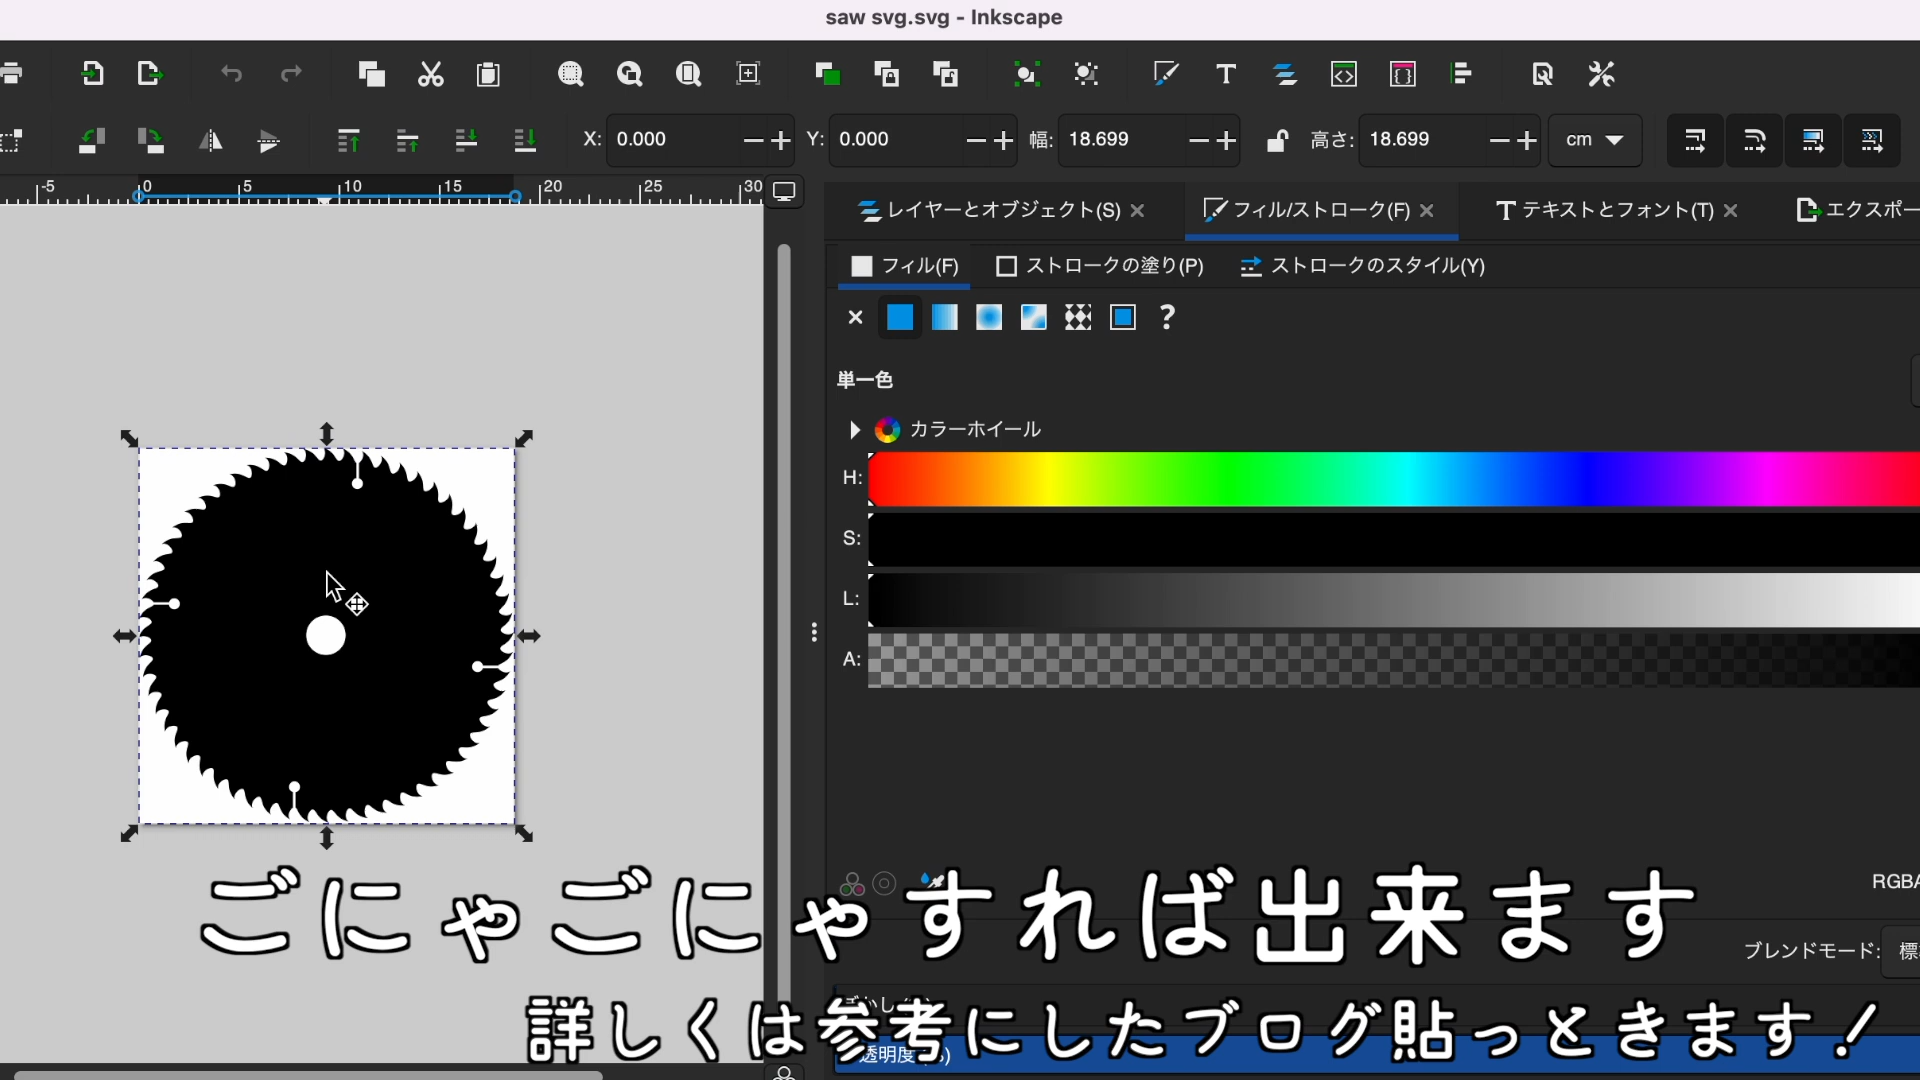 saw svg.svg - Inkscape
X: 0.000 Y: 0.000 幅: 18.699 高さ: 18.699 cm
-5 0 5 10 15 20 25 30
レイヤーとオブジェクト(S) フィル/ストローク(F) テキストとフォント(T) エクスポー
フィル(F) ストロークの塗り(P) ストロークのスタイル(Y)
?
単一色
カラーホイール
H:
S:
L:
A:
RGBA
ごにゃごにゃすれば出来ます
ブレンドモード: 標
詳しくは参考にしたブログ貼っときます!
透明度